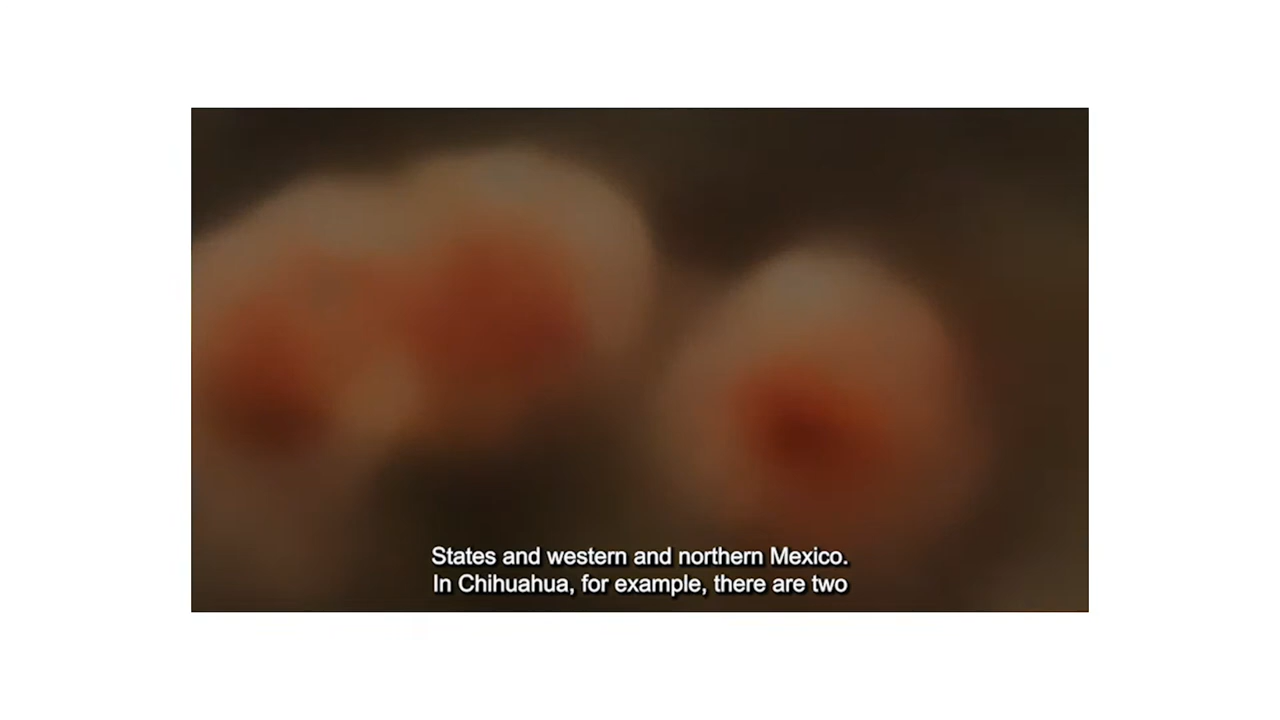 States and western and northern Mexico.
In Chihuahua, for example, there are two